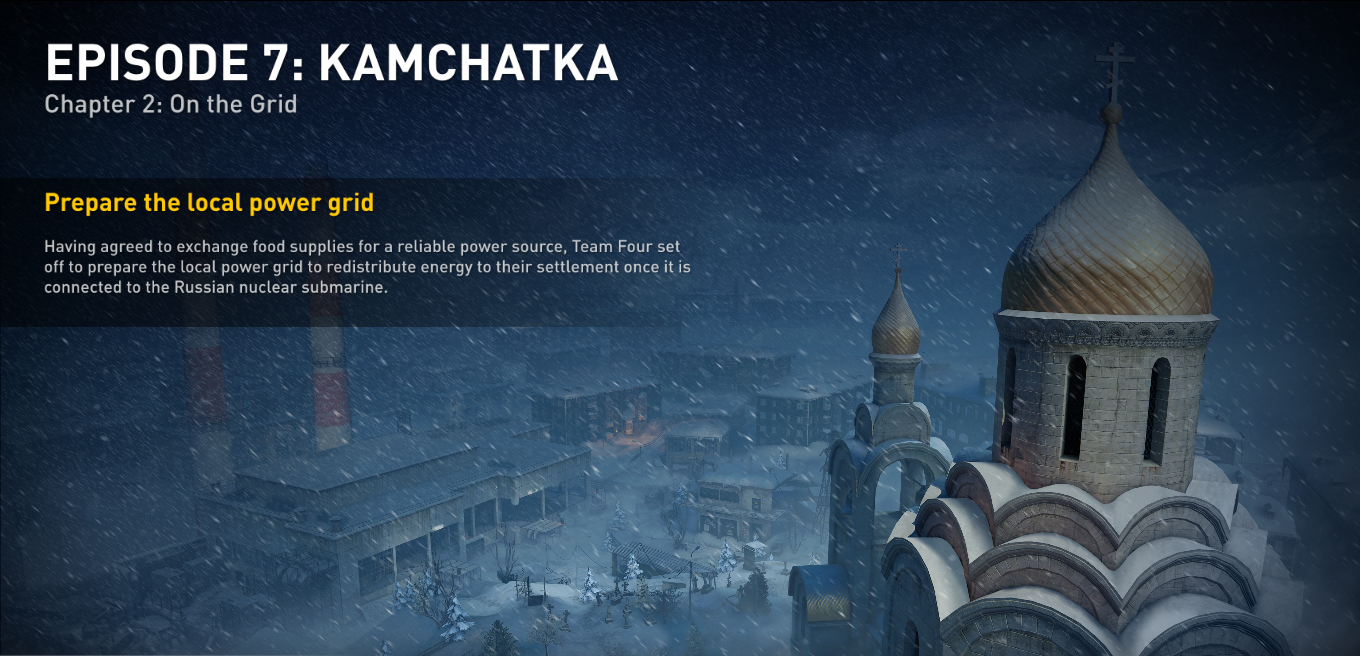 EPISODE 7: KAMCHATKA
Chapter 2: On the Grid
Prepare the local power grid
Having agreed to exchange food supplies for a reliable power source, Team Four set
off to prepare the local power grid to redistribute energy to their settlement once it is
connected to the Russian nuclear submarine.